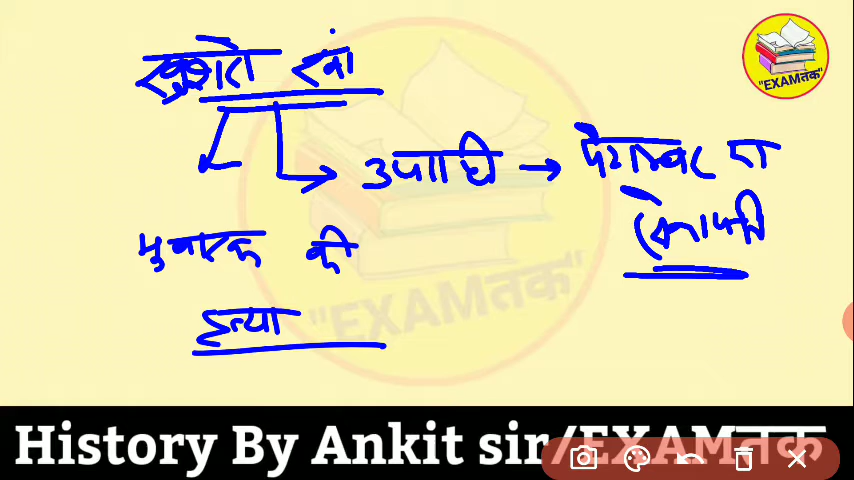 खुशरो खां
उपाधि → पैगम्बर का
सेनापति
मुबारक की
हत्या
"EXAMतक"
"EXAMतक"
History By Ankit sir/EXAMतक